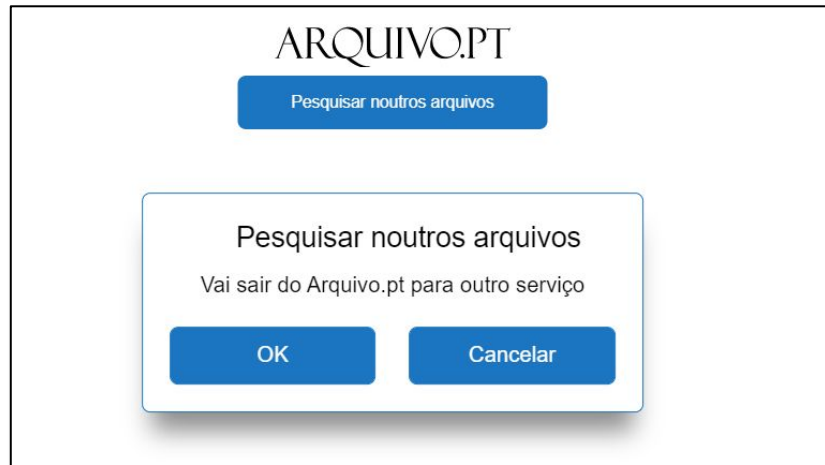 ARQUIVO.PT
Pesquisar noutros arquivos
Pesquisar noutros arquivos
Vai sair do Arquivo.pt para outro serviço
OK Cancelar